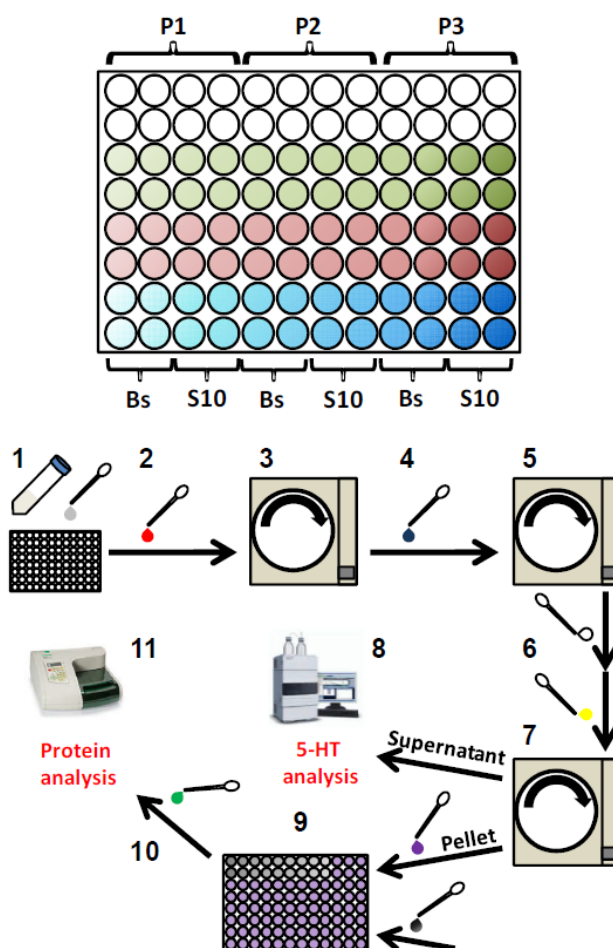 P1 P2 P3
Bs S10 Bs S10 Bs S10
1 2 3 4 5
11 8 6
7
Protein analysis
5-HT analysis
Supernatant
Pellet
9
10